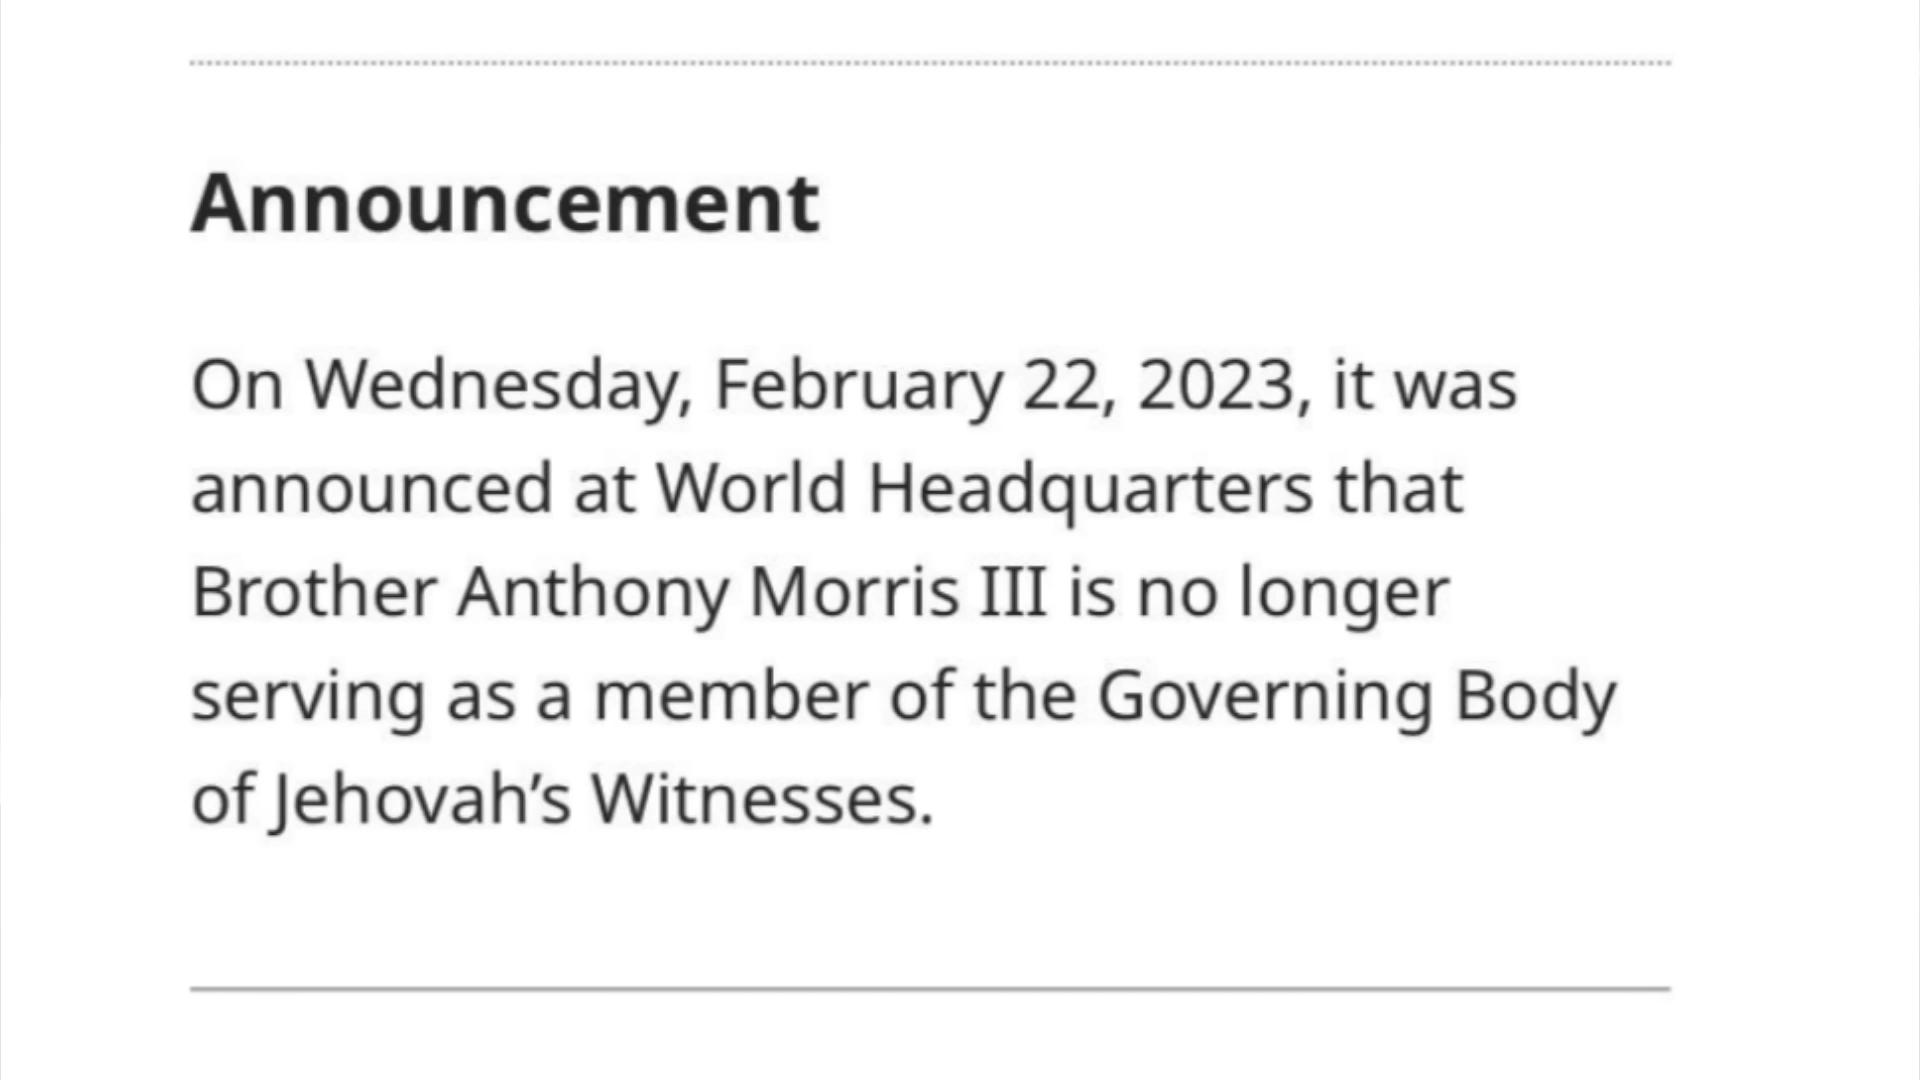 Announcement
On Wednesday, February 22, 2023, it was
announced at World Headquarters that
Brother Anthony Morris III is no longer
serving as a member of the Governing Body
of Jehovah’s Witnesses.